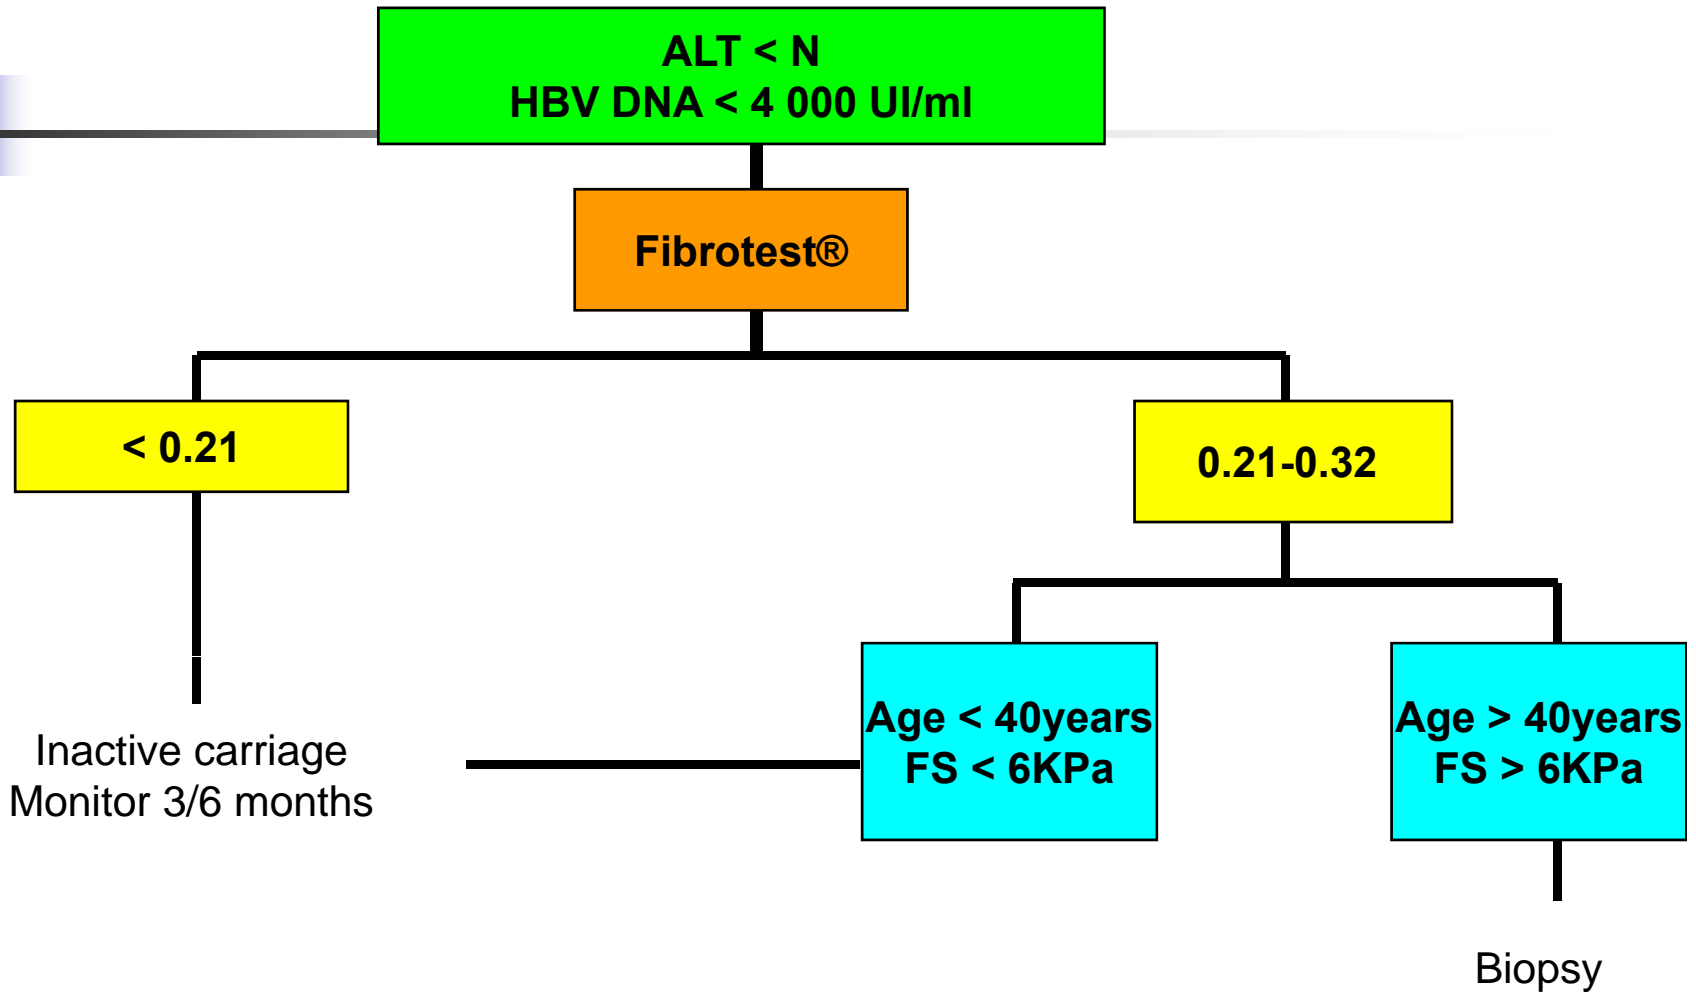 ALT < N
HBV DNA < 4 000 UI/ml
Fibrotest®
< 0.21
0.21-0.32
Age < 40years
FS < 6KPa
Age > 40years
FS > 6KPa
Inactive carriage
Monitor 3/6 months
Biopsy